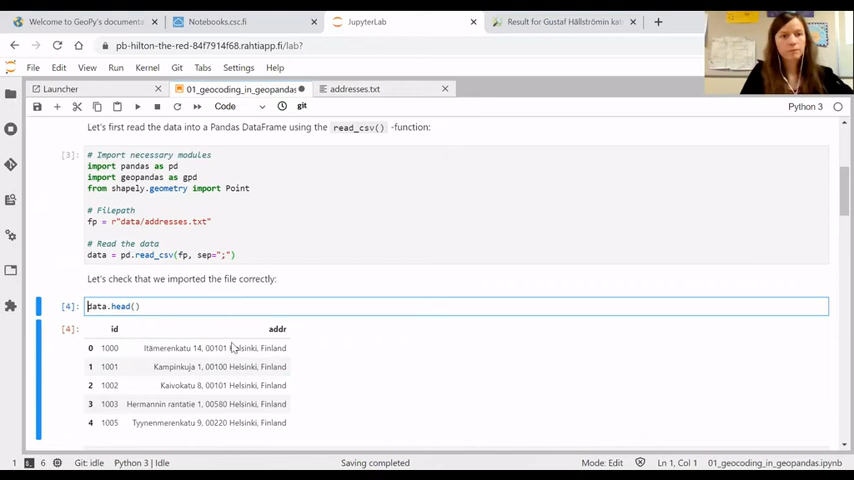 Welcome to GeoPy's documenta
Notebooks.csc.fi
JupyterLab
Result for Gustaf Hällströmin kat
pb-hilton-the-red-84f7914f68.rahtiapp.fi/lab?
File Edit View Run Kernel Git Tabs Settings Help
Launcher
01_geocoding_in_geopandas
addresses.txt
Code
git
Python 3
Let's first read the data into a Pandas DataFrame using the read_csv() -function:
[3]:
# Import necessary modules
import pandas as pd
import geopandas as gpd
from shapely.geometry import Point
# Filepath
fp = r"data/addresses.txt"
# Read the data
data = pd.read_csv(fp, sep=";")
Let's check that we imported the file correctly:
[4]: data.head()
[4]: id addr
0 1000 Itämerenkatu 14, 00101 Helsinki, Finland
1 1001 Kampinkuja 1, 00100 Helsinki, Finland
2 1002 Kaivokatu 8, 00101 Helsinki, Finland
3 1003 Hermannin rantatie 1, 00580 Helsinki, Finland
4 1005 Tyynenmerenkatu 9, 00220 Helsinki, Finland
1 6 Git: idle Python 3 | Idle Saving completed Mode: Edit Ln 1, Col 1 01_geocoding_in_geopandas.ipynb